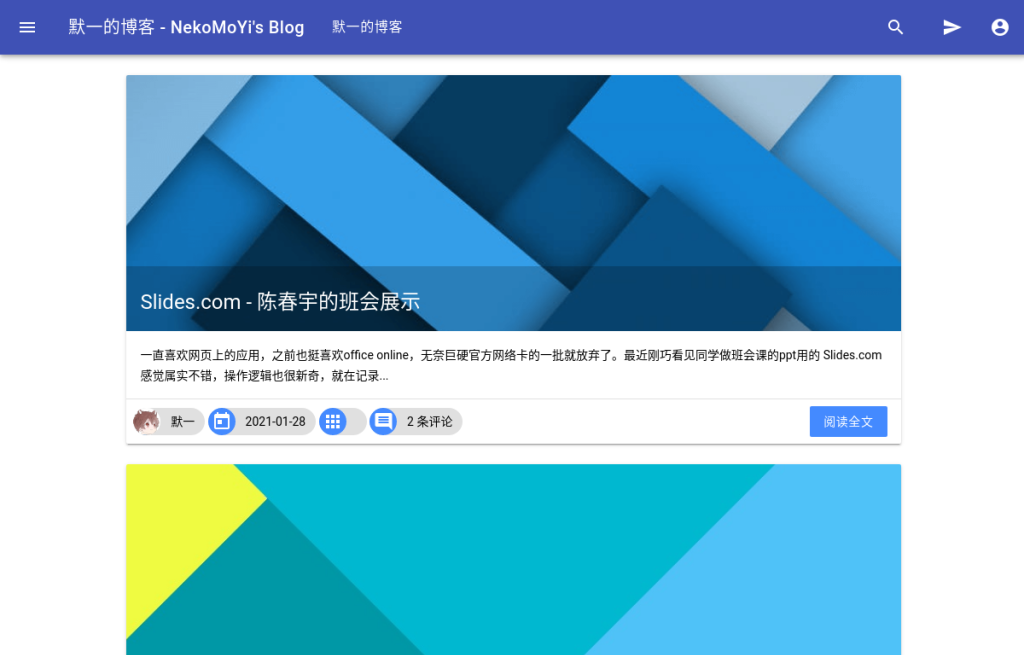 默一的博客 - NekoMoYi's Blog 默一的博客
Slides.com - 陈春宇的班会展示
一直喜欢网页上的应用，之前也挺喜欢office online，无奈巨硬官方网络卡的一批就放弃了。最近刚巧看见同学做班会课的ppt用的 Slides.com
感觉属实不错，操作逻辑也很新奇，就在记录...
默一 2021-01-28 2 条评论 阅读全文